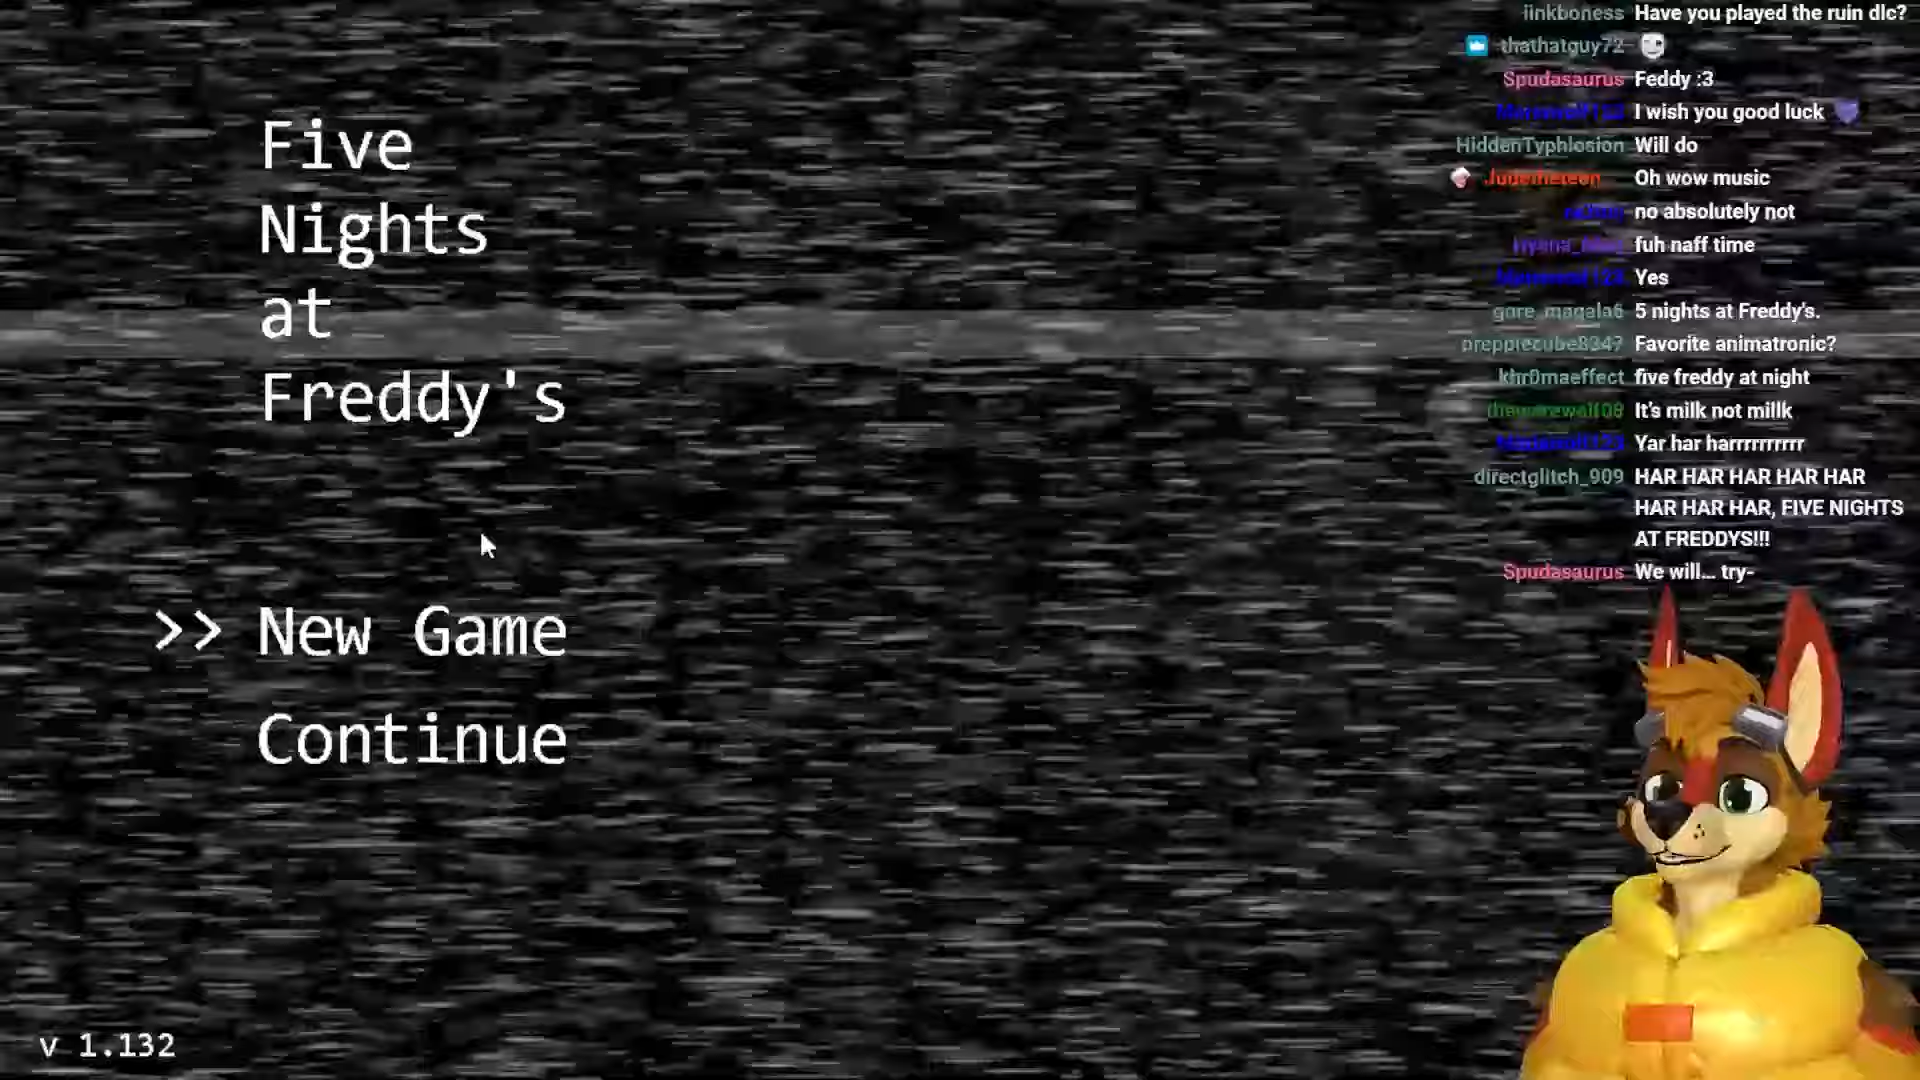 Five
Nights
at
Freddy's
>> New Game
Continue
v 1.132
iinkboness Have you played the ruin dlc?
thathatguy72
Spudasaurus Feddy :3
I wish you good luck
HiddenTyphlosion Will do
Oh wow music
no absolutely not
fuh naff time
Yes
gore_magala6 5 nights at Freddy's.
preppiecube8347 Favorite animatronic?
khr0maeffect five freddy at night
It's milk not millk
Yar har harrrrrrrrrr
directglitch_909 HAR HAR HAR HAR HAR
HAR HAR HAR, FIVE NIGHTS
AT FREDDYS!!!
Spudasaurus We will... try-